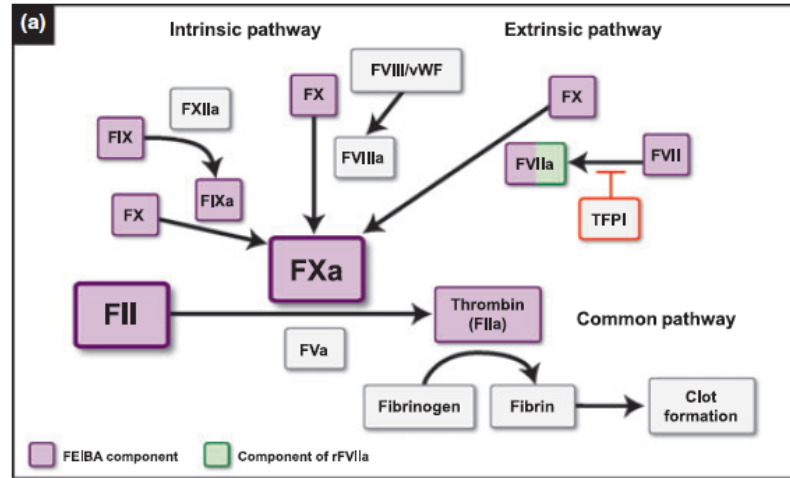 (a)
Intrinsic pathway
Extrinsic pathway
FVIII/vWF
FX
FX
FXIIa
FIX
FVIIIa
FVIIa
FVII
FIXa
FX
TFPI
FXa
FII
Thrombin
(FIIa)
Common pathway
FVa
Fibrinogen
Fibrin
Clot
formation
FEIBA component
Component of rFVIIa